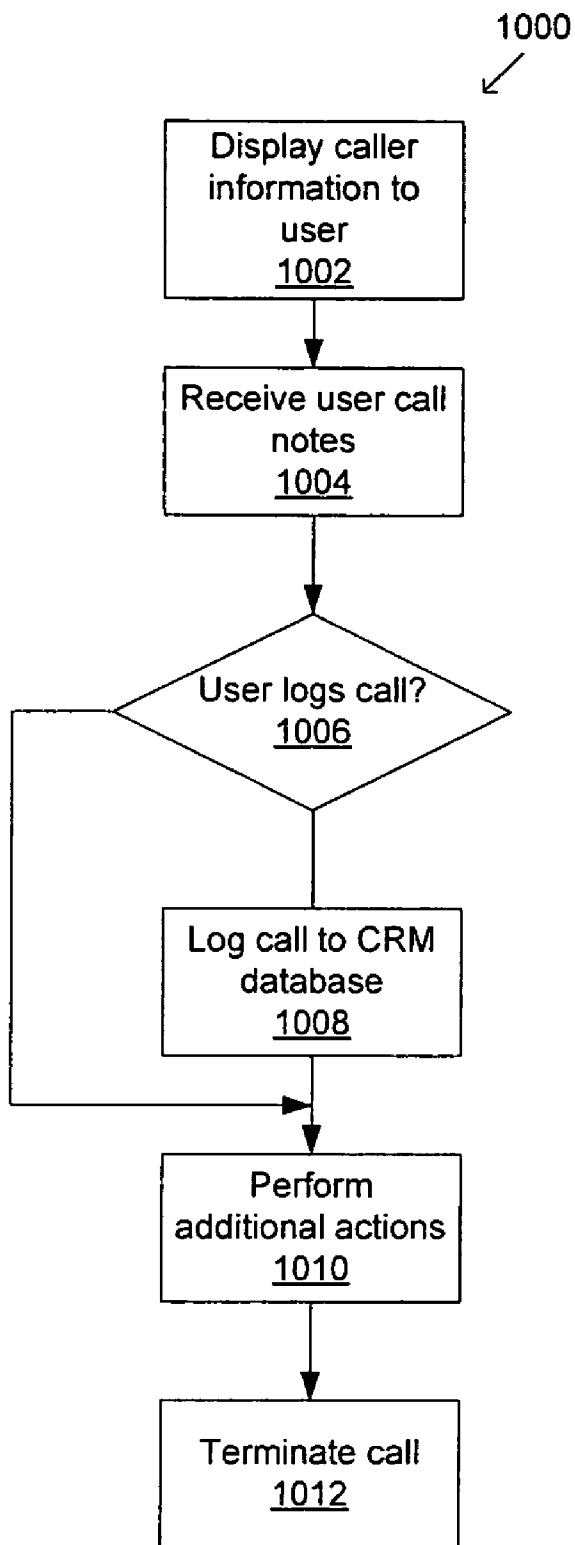 1000
Display caller
information to
user
1002
Receive user call
notes
1004
User logs call?
1006
Log call to CRM
database
1008
Perform
additional actions
1010
Terminate call
1012